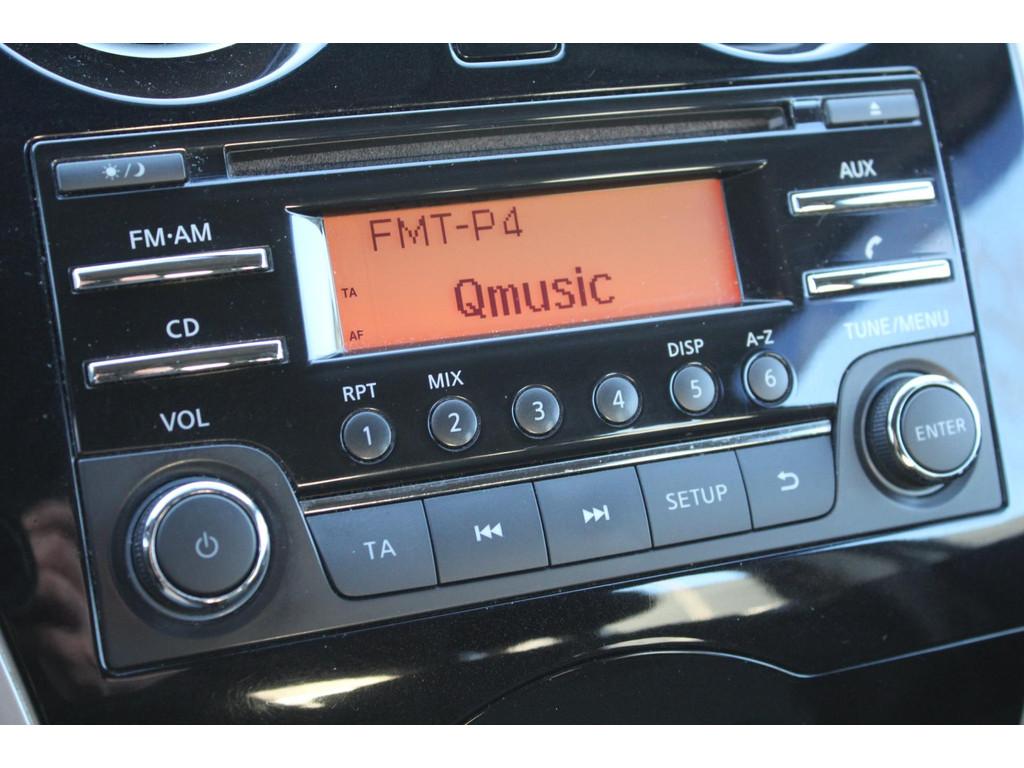 AUX
FM·AM
FMT-P4
TA
Qmusic
AF
CD
TUNE/MENU
VOL
RPT
MIX
DISP
A-Z
1
2
3
4
5
6
ENTER
TA
SETUP